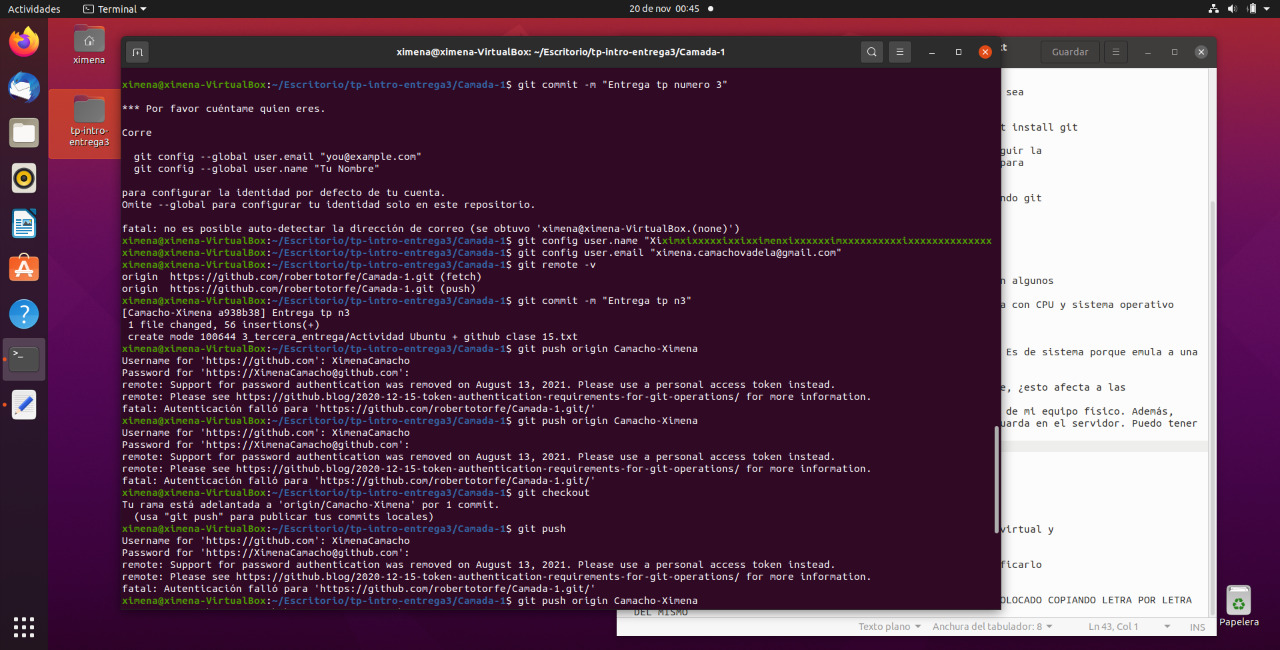 Actividades
Terminal
20 de nov 00:45
ximena
tp-intro-entrega3
ximena@ximena-VirtualBox: ~/Escritorio/tp-intro-entrega3/Camada-1
ximena@ximena-VirtualBox:~/Escritorio/tp-intro-entrega3/Camada-1$ git commit -m "Entrega tp numero 3"
*** Por favor cuéntame quien eres.
Corre
git config --global user.email "you@example.com"
git config --global user.name "Tu Nombre"
para configurar la identidad por defecto de tu cuenta.
Omite --global para configurar tu identidad solo en este repositorio.
fatal: no es posible auto-detectar la dirección de correo (se obtuvo 'ximena@ximena-VirtualBox.(none)')
ximena@ximena-VirtualBox:~/Escritorio/tp-intro-entrega3/Camada-1$ git config user.name
ximena@ximena-VirtualBox:~/Escritorio/tp-intro-entrega3/Camada-1$ git config user.email "ximena.camachovadela@gmail.com"
ximena@ximena-VirtualBox:~/Escritorio/tp-intro-entrega3/Camada-1$ git remote -v
origin https://github.com/robertotorfe/Camada-1.git (fetch)
origin https://github.com/robertotorfe/Camada-1.git (push)
ximena@ximena-VirtualBox:~/Escritorio/tp-intro-entrega3/Camada-1$ git commit -m "Entrega tp n3"
[Camacho-Ximena a938b38] Entrega tp n3
1 file changed, 56 insertions(+)
create mode 100644 3_tercera_entrega/Actividad Ubuntu + github clase 15.txt
ximena@ximena-VirtualBox:~/Escritorio/tp-intro-entrega3/Camada-1$ git push origin Camacho-Ximena
Username for 'https://github.com': XimenaCamacho
Password for 'https://XimenaCamacho@github.com':
remote: Support for password authentication was removed on August 13, 2021. Please use a personal access token instead.
remote: Please see https://github.blog/2020-12-15-token-authentication-requirements-for-git-operations/ for more information.
fatal: Autenticación falló para 'https://github.com/robertotorfe/Camada-1.git/'
ximena@ximena-VirtualBox:~/Escritorio/tp-intro-entrega3/Camada-1$ git push origin Camacho-Ximena
Username for 'https://github.com': XimenaCamacho
Password for 'https://XimenaCamacho@github.com':
remote: Support for password authentication was removed on August 13, 2021. Please use a personal access token instead.
remote: Please see https://github.blog/2020-12-15-token-authentication-requirements-for-git-operations/ for more information.
fatal: Autenticación falló para 'https://github.com/robertotorfe/Camada-1.git/'
ximena@ximena-VirtualBox:~/Escritorio/tp-intro-entrega3/Camada-1$ git checkout
Tu rama está adelantada a 'origin/Camacho-Ximena' por 1 commit.
(usa "git push" para publicar tus commits locales)
ximena@ximena-VirtualBox:~/Escritorio/tp-intro-entrega3/Camada-1$ git push
Username for 'https://github.com': XimenaCamacho
Password for 'https://XimenaCamacho@github.com':
remote: Support for password authentication was removed on August 13, 2021. Please use a personal access token instead.
remote: Please see https://github.blog/2020-12-15-token-authentication-requirements-for-git-operations/ for more information.
fatal: Autenticación falló para 'https://github.com/robertotorfe/Camada-1.git/'
ximena@ximena-VirtualBox:~/Escritorio/tp-intro-entrega3/Camada-1$ git push origin Camacho-Ximena
Guardar
sea
t install git
guir la
para
ndo git
n algunos
a con CPU y sistema operativo
Es de sistema porque emula a una
e, ¿esto afecta a las
de mi equipo físico. Además,
uarda en el servidor. Puedo tener
virtual y
ficarlo
OLOCADO COPIANDO LETRA POR LETRA
DEL MISMO
Texto plano
Anchura del tabulador: 8
Ln 43, Col 1
INS
Papelera